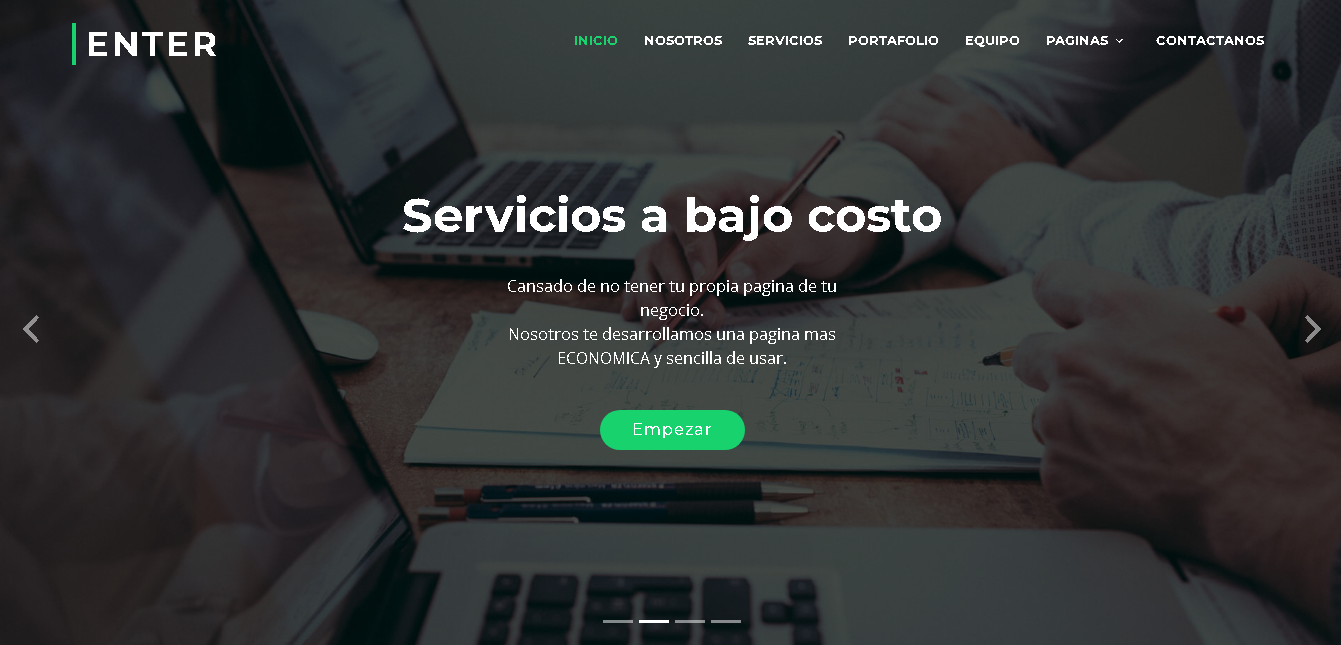 ENTER
INICIO NOSOTROS SERVICIOS PORTAFOLIO EQUIPO PAGINAS CONTACTANOS
Servicios a bajo costo
Cansado de no tener tu propia pagina de tu
negocio.
Nosotros te desarrollamos una pagina mas
ECONOMICA y sencilla de usar.
Empezar